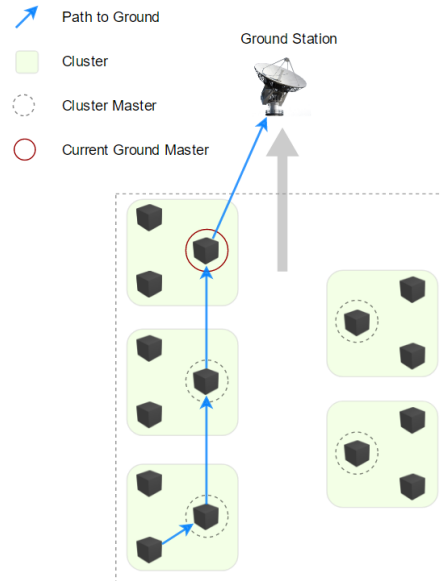 Path to Ground
Ground Station
Cluster
Cluster Master
Current Ground Master